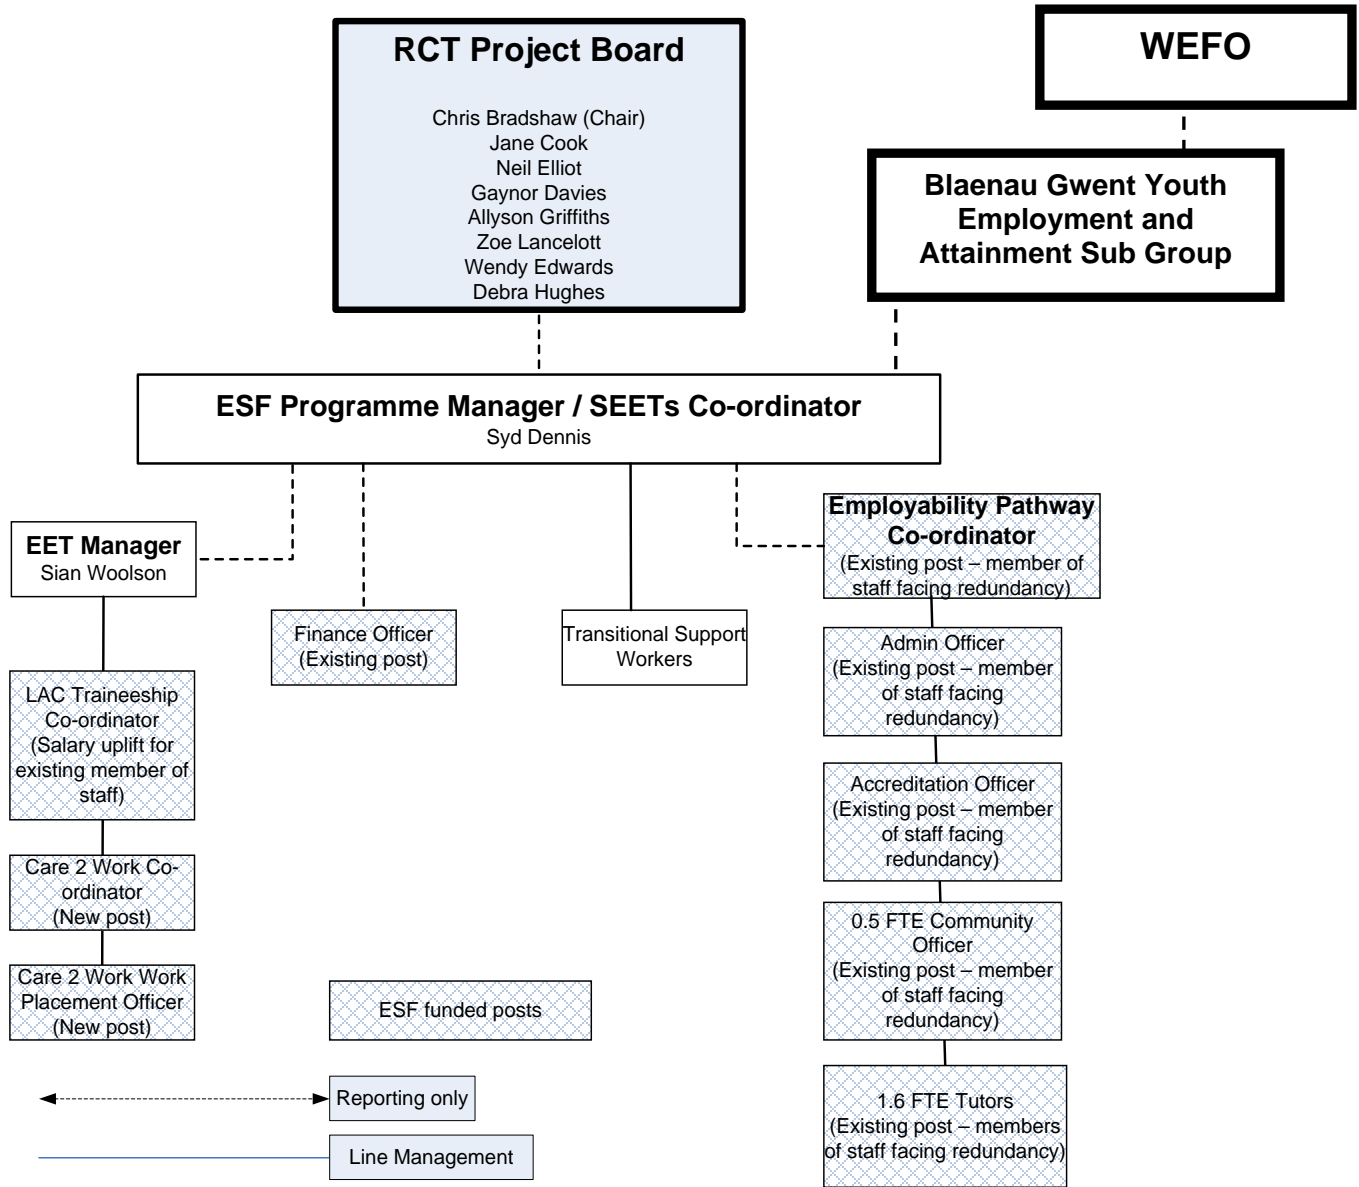 RCT Project Board
Chris Bradshaw (Chair)
Jane Cook
Neil Elliot
Gaynor Davies
Allyson Griffiths
Zoe Lancelott
Wendy Edwards
Debra Hughes
WEFO
Blaenau Gwent Youth
Employment and
Attainment Sub Group
ESF Programme Manager / SEETs Co-ordinator
Syd Dennis
EET Manager
Sian Woolson
Finance Officer
(Existing post)
Transitional Support
Workers
Employability Pathway
Co-ordinator
(Existing post – member of
staff facing redundancy)
LAC Traineeship
Co-ordinator
(Salary uplift for
existing member of
staff)
Care 2 Work Co-
ordinator
(New post)
Care 2 Work Work
Placement Officer
(New post)
Admin Officer
(Existing post – member
of staff facing
redundancy)
Accreditation Officer
(Existing post – member
of staff facing
redundancy)
0.5 FTE Community
Officer
(Existing post – member
of staff facing
redundancy)
1.6 FTE Tutors
(Existing post – members
of staff facing redundancy)
ESF funded posts
Reporting only
Line Management